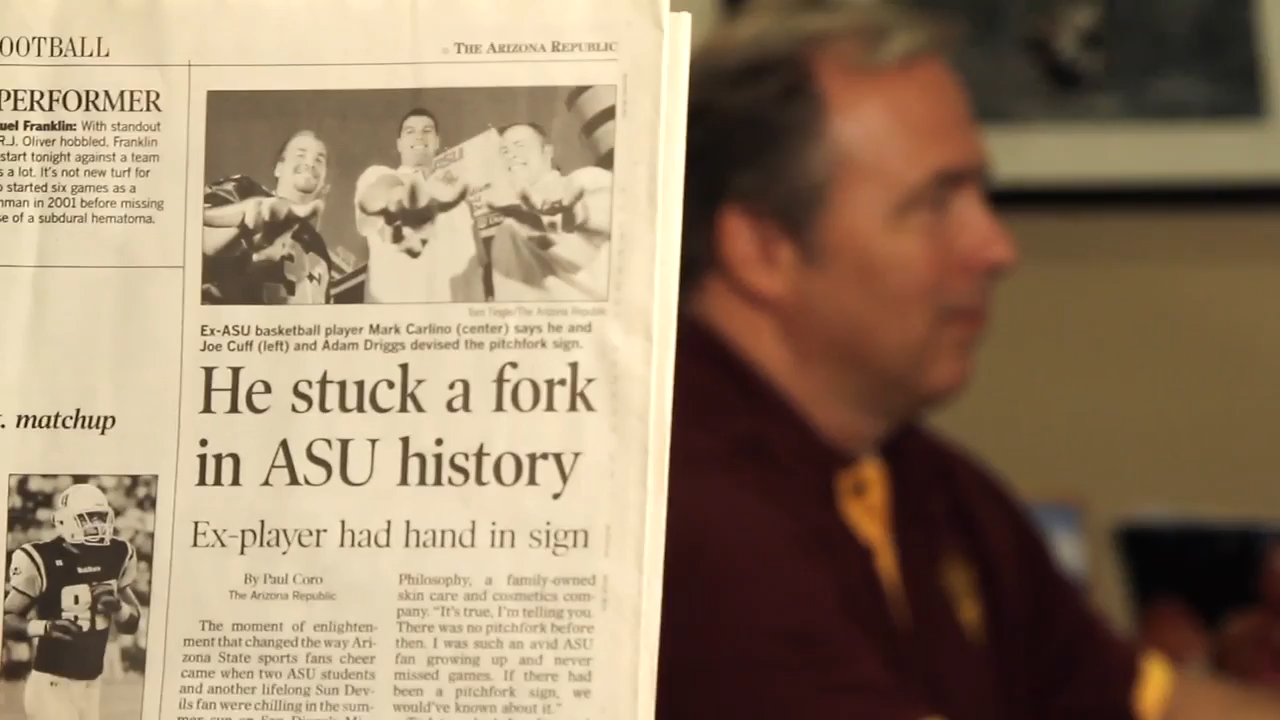 OOTBALL
THE ARIZONA REPUBLIC
PERFORMER
uel Franklin: With standout
R.J. Oliver hobbled, Franklin
start tonight against a team
s a lot. It's not new turf for
o started six games as a
hman in 2001 before missing
se of a subdural hematoma.
. matchup
Tom Tingle/The Arizona Republic
Ex-ASU basketball player Mark Carlino (center) says he and
Joe Cuff (left) and Adam Driggs devised the pitchfork sign.
He stuck a fork
in ASU history
Ex-player had hand in sign
By Paul Coro
The Arizona Republic
The moment of enlighten-
ment that changed the way Ari-
zona State sports fans cheer
came when two ASU students
and another lifelong Sun Dev-
ils fan were chilling in the sum-
Philosophy, a family-owned
skin care and cosmetics com-
pany. "It's true, I'm telling you.
There was no pitchfork before
then. I was such an avid ASU
fan growing up and never
missed games. If there had
been a pitchfork sign, we
would've known about it."